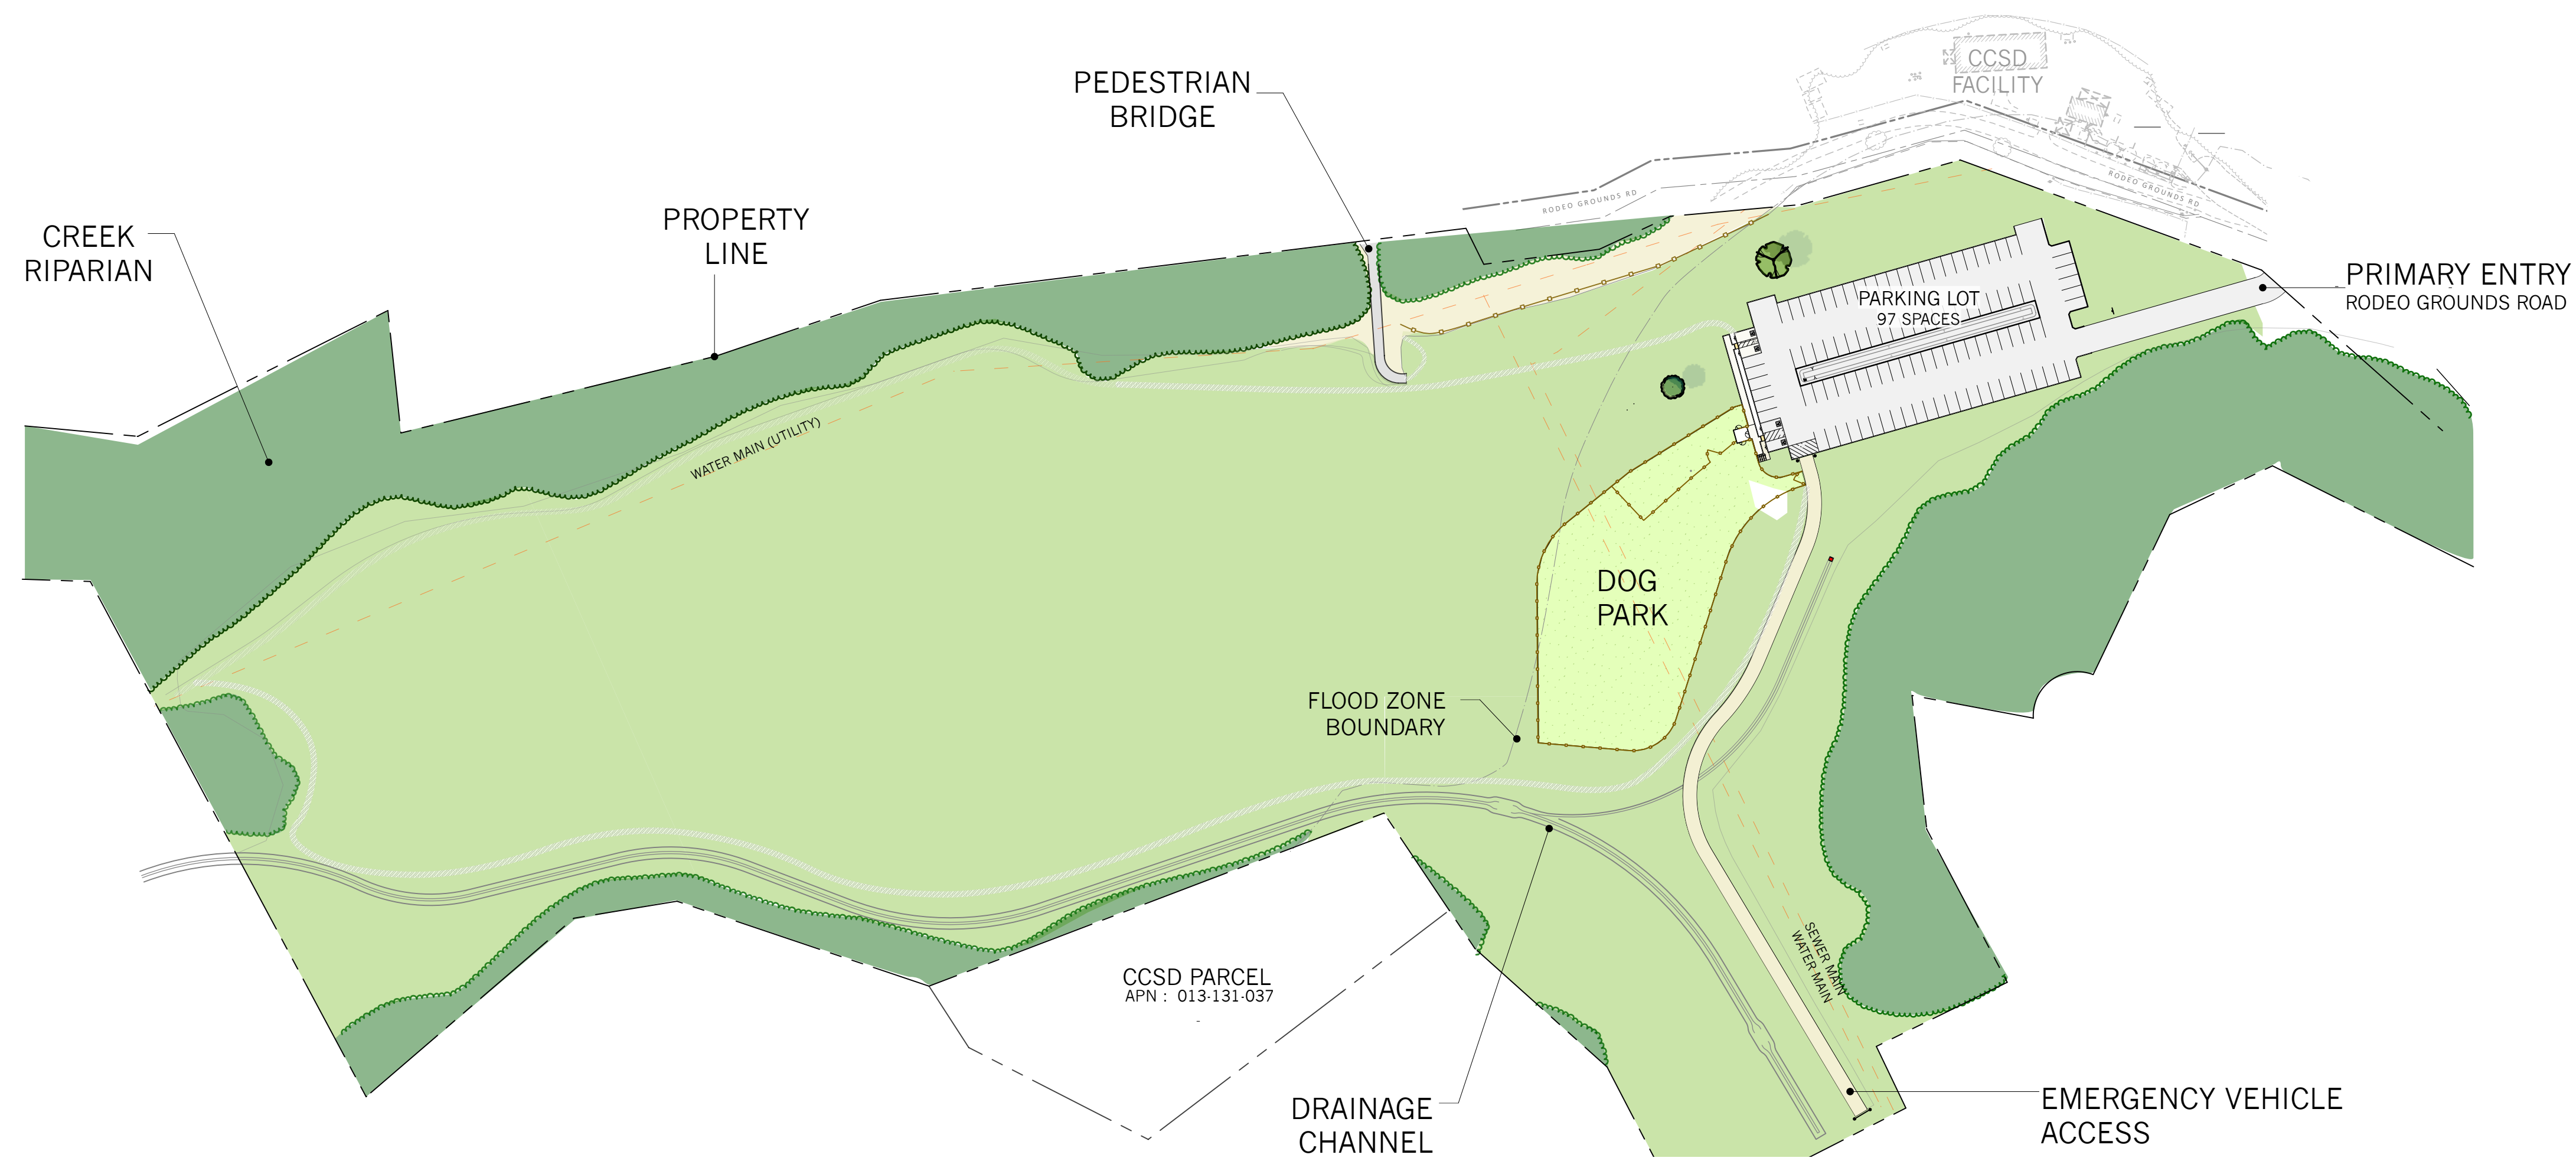 CCSD
FACILITY
PEDESTRIAN
BRIDGE
RODEO GROUNDS RD
RODEO GROUNDS RD
PROPERTY
LINE
CREEK
RIPARIAN
PRIMARY ENTRY
RODEO GROUNDS ROAD
PARKING LOT
97 SPACES
WATER MAIN (UTILITY)
DOG
PARK
FLOOD ZONE
BOUNDARY
SEWER MAIN
WATER MAIN
CCSD PARCEL
APN : 013-131-037
DRAINAGE
CHANNEL
EMERGENCY VEHICLE
ACCESS